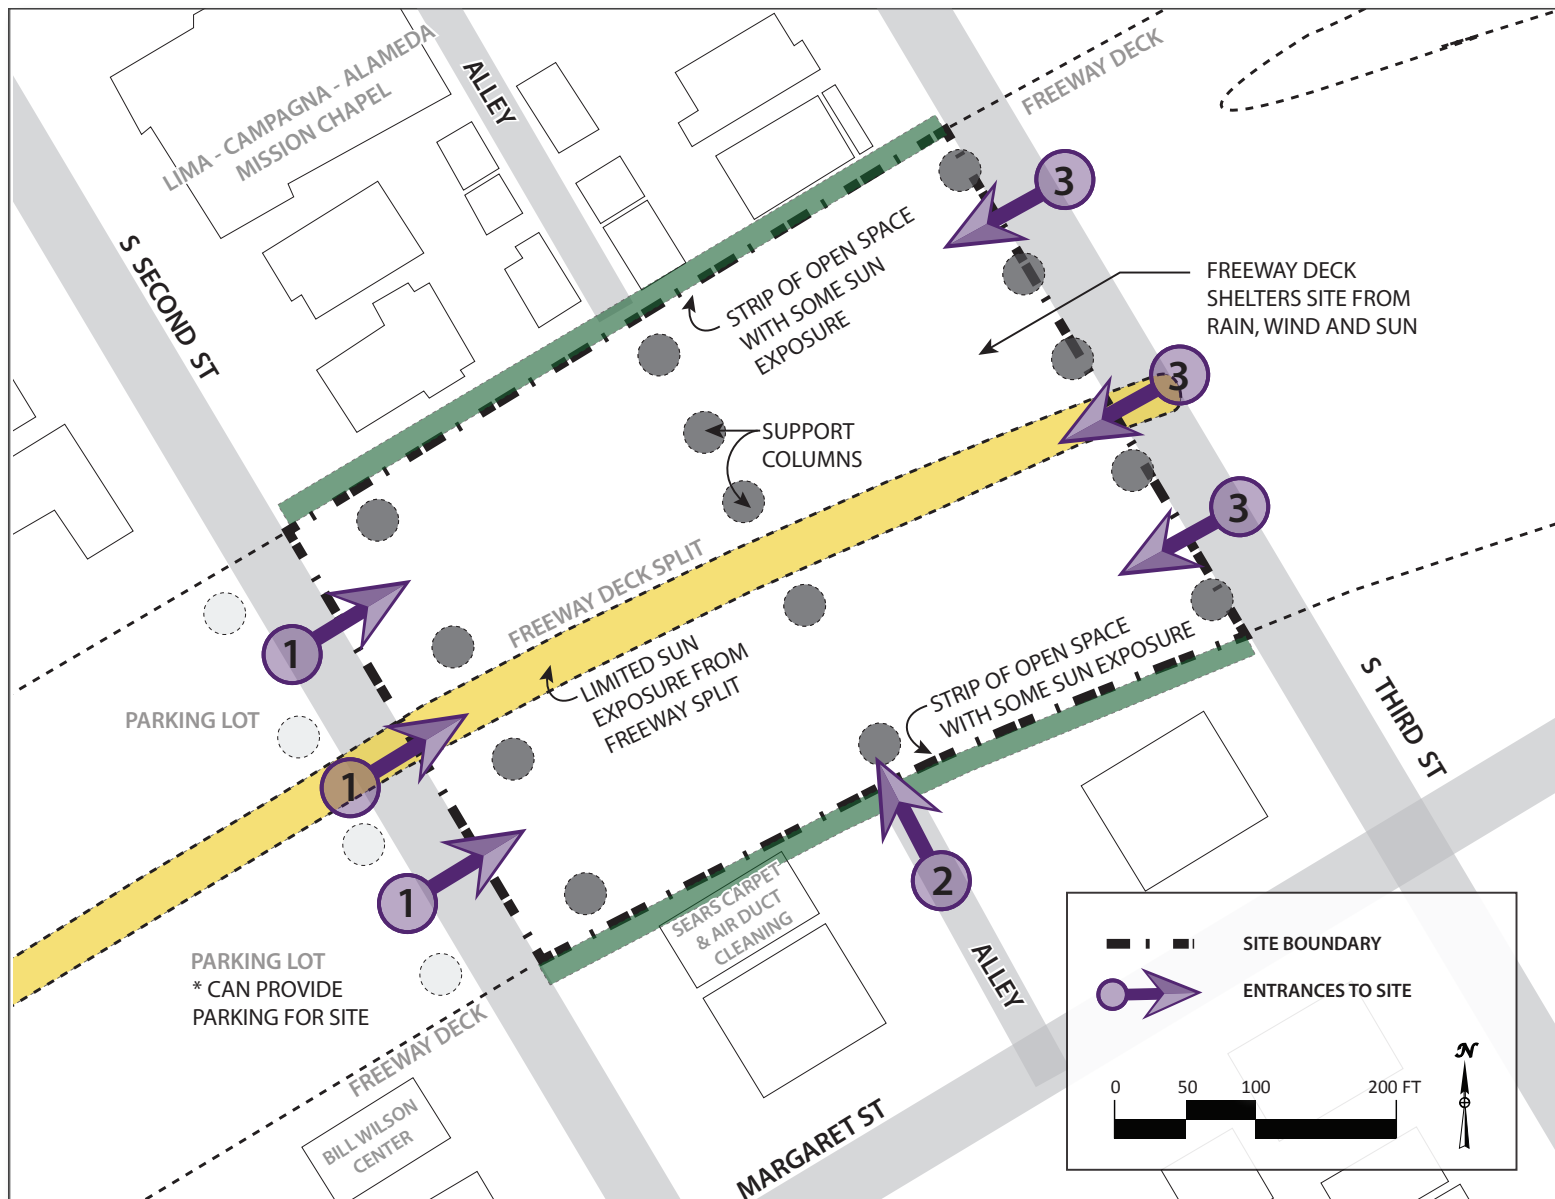 LIMA - CAMPAGNA - ALAMEDA
MISSION CHAPEL
ALLEY
FREEWAY DECK
S SECOND ST
3
STRIP OF OPEN SPACE
WITH SOME SUN
EXPOSURE
FREEWAY DECK
SHELTERS SITE FROM
RAIN, WIND AND SUN
3
SUPPORT
COLUMNS
3
FREEWAY DECK SPLIT
1
LIMITED SUN
EXPOSURE FROM
FREEWAY SPLIT
STRIP OF OPEN SPACE
WITH SOME SUN EXPOSURE
S THIRD ST
PARKING LOT
1
1
2
SEARS CARPET
& AIR DUCT
CLEANING
PARKING LOT
* CAN PROVIDE
PARKING FOR SITE
FREEWAY DECK
ALLEY
BILL WILSON
CENTER
MARGARET ST
SITE BOUNDARY
ENTRANCES TO SITE
N
0 50 100 200 FT